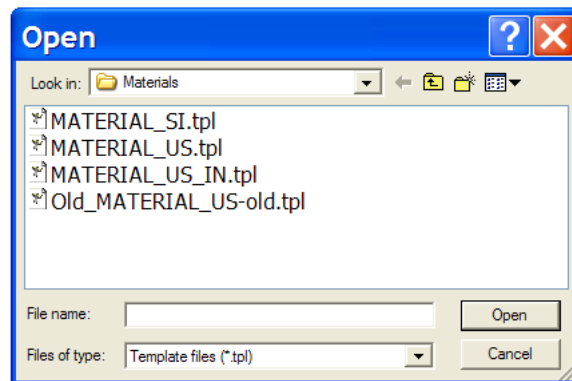 Open
Look in: Materials
MATERIAL_SI.tpl
MATERIAL_US.tpl
MATERIAL_US_IN.tpl
Old_MATERIAL_US-old.tpl
File name: Open
Files of type: Template files (*.tpl) Cancel